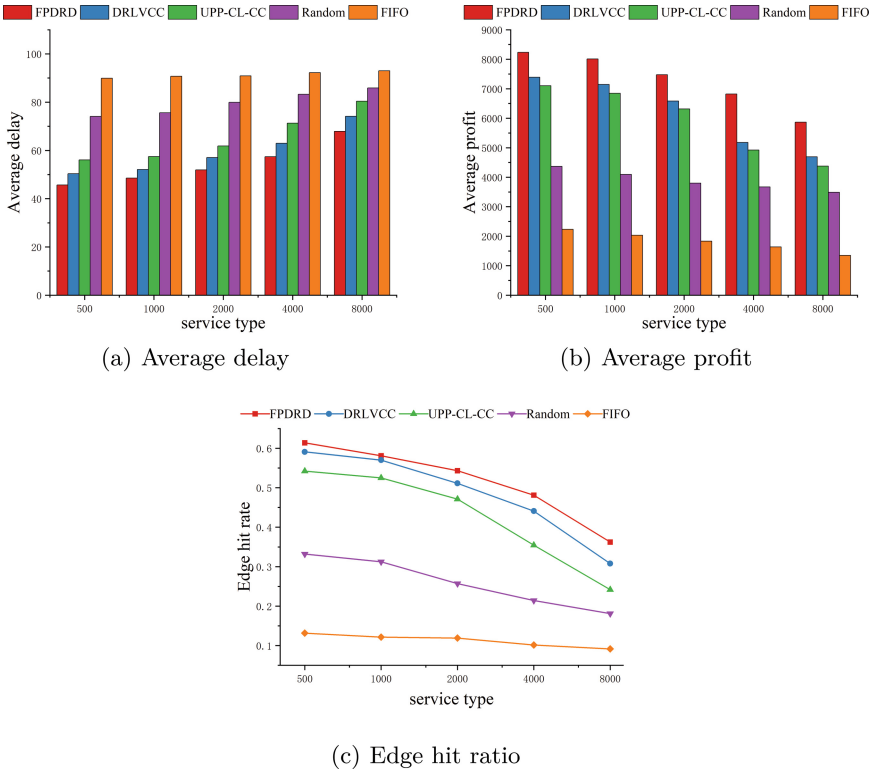 FPDRD DRLVCC UPP-CL-CC Random FIFO
100
80
60
40
20
0
Average delay
500 1000 2000 4000 8000
service type
(a) Average delay
FPDRD DRLVCC UPP-CL-CC Random FIFO
9000
8000
7000
6000
5000
4000
3000
2000
1000
0
Average profit
500 1000 2000 4000 8000
service type
(b) Average profit
FPDRD DRLVCC UPP-CL-CC Random FIFO
0.6
0.5
0.4
0.3
0.2
0.1
Edge hit rate
500 1000 2000 4000 8000
service type
(c) Edge hit ratio